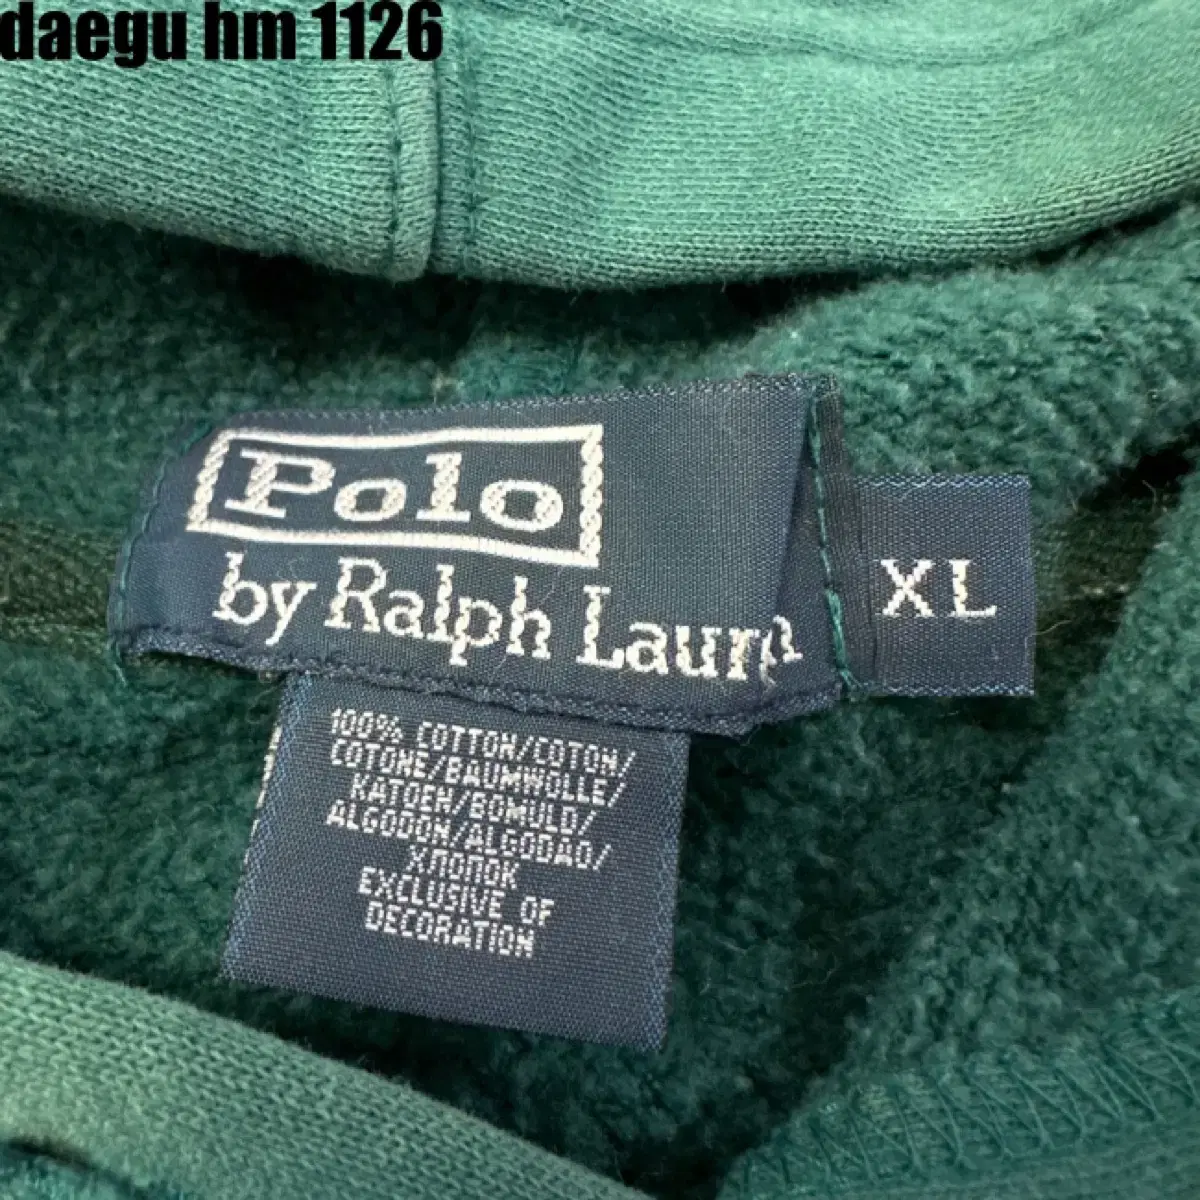 daegu hm 1126
Polo
by Ralph Lauren
XL
100% COTTON/COTON/
COTONE/BAUMWOLLE/
KATOEN/BOMULD/
ALGODON/ALGODAO/
ХЛОПОК
EXCLUSIVE OF
DECORATION